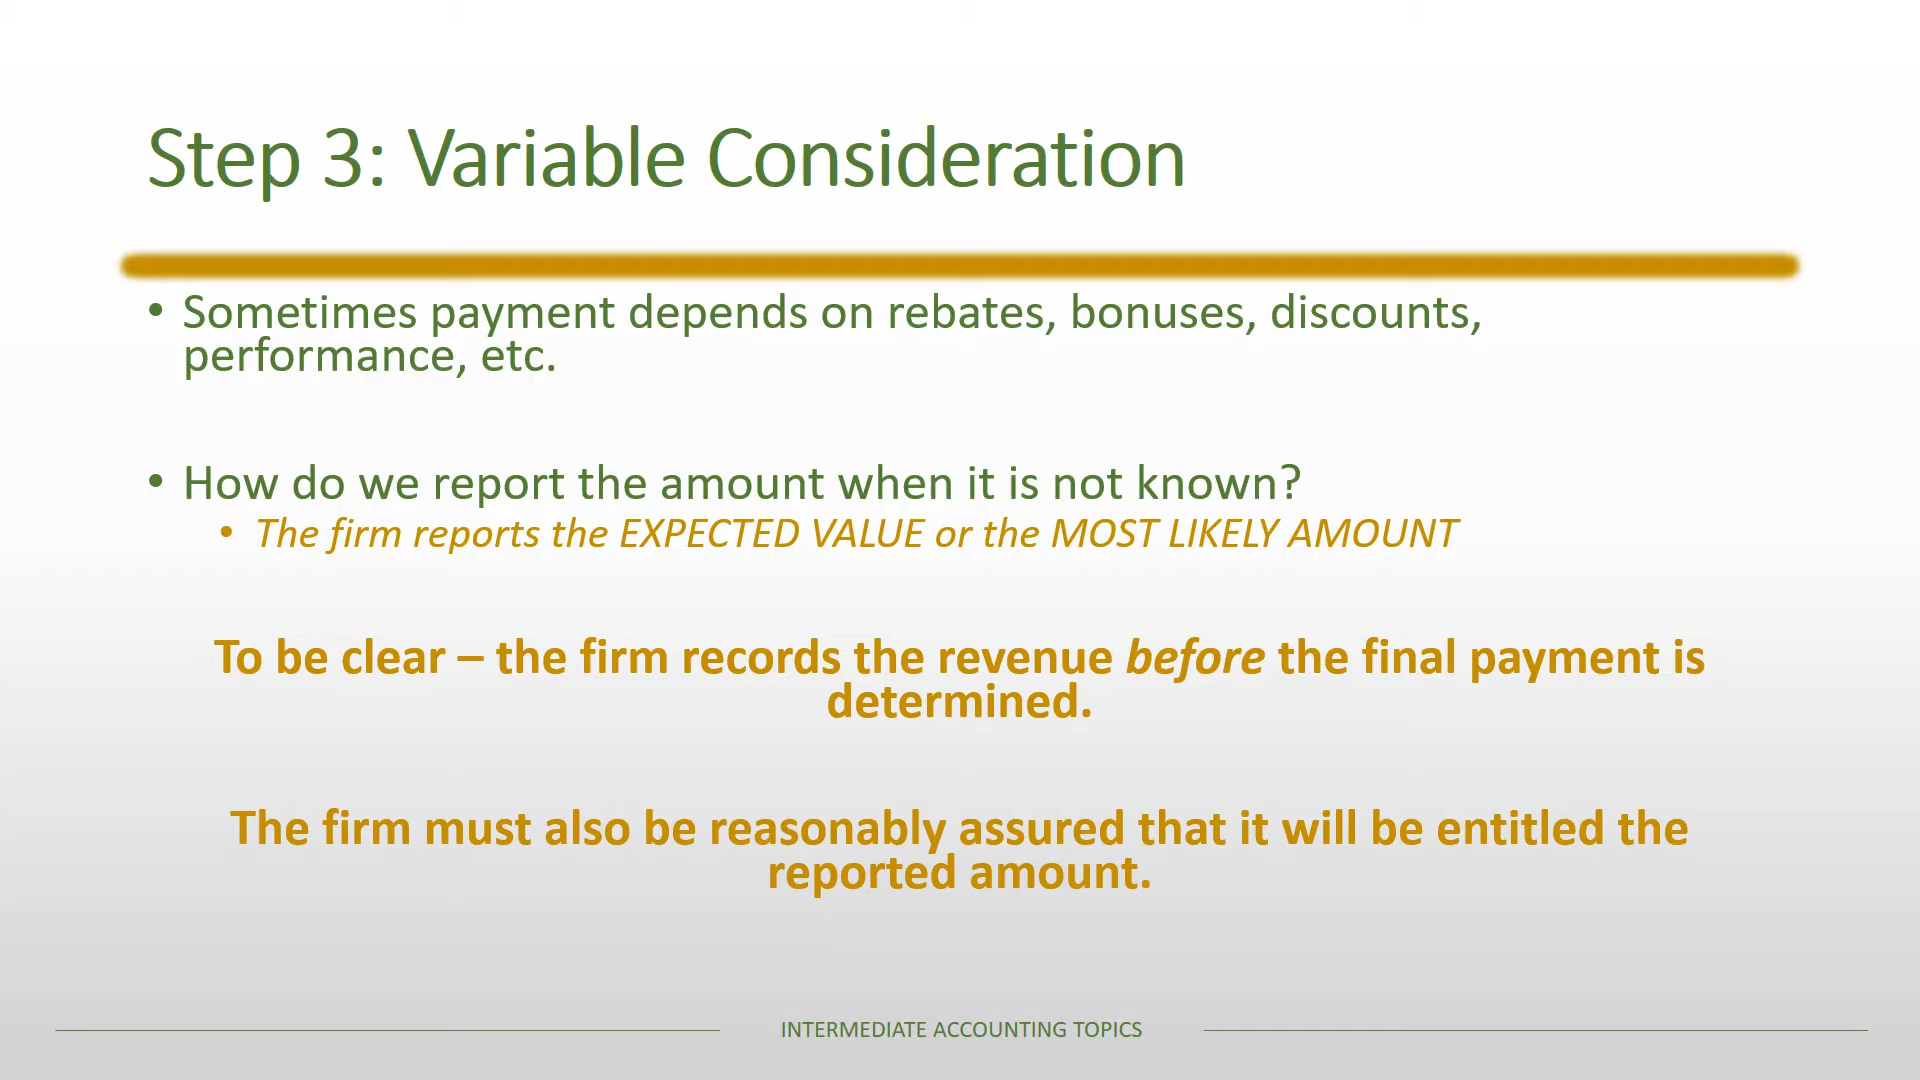 Step 3: Variable Consideration
• Sometimes payment depends on rebates, bonuses, discounts,
performance, etc.
• How do we report the amount when it is not known?
• The firm reports the EXPECTED VALUE or the MOST LIKELY AMOUNT
To be clear – the firm records the revenue before the final payment is
determined.
The firm must also be reasonably assured that it will be entitled the
reported amount.
INTERMEDIATE ACCOUNTING TOPICS